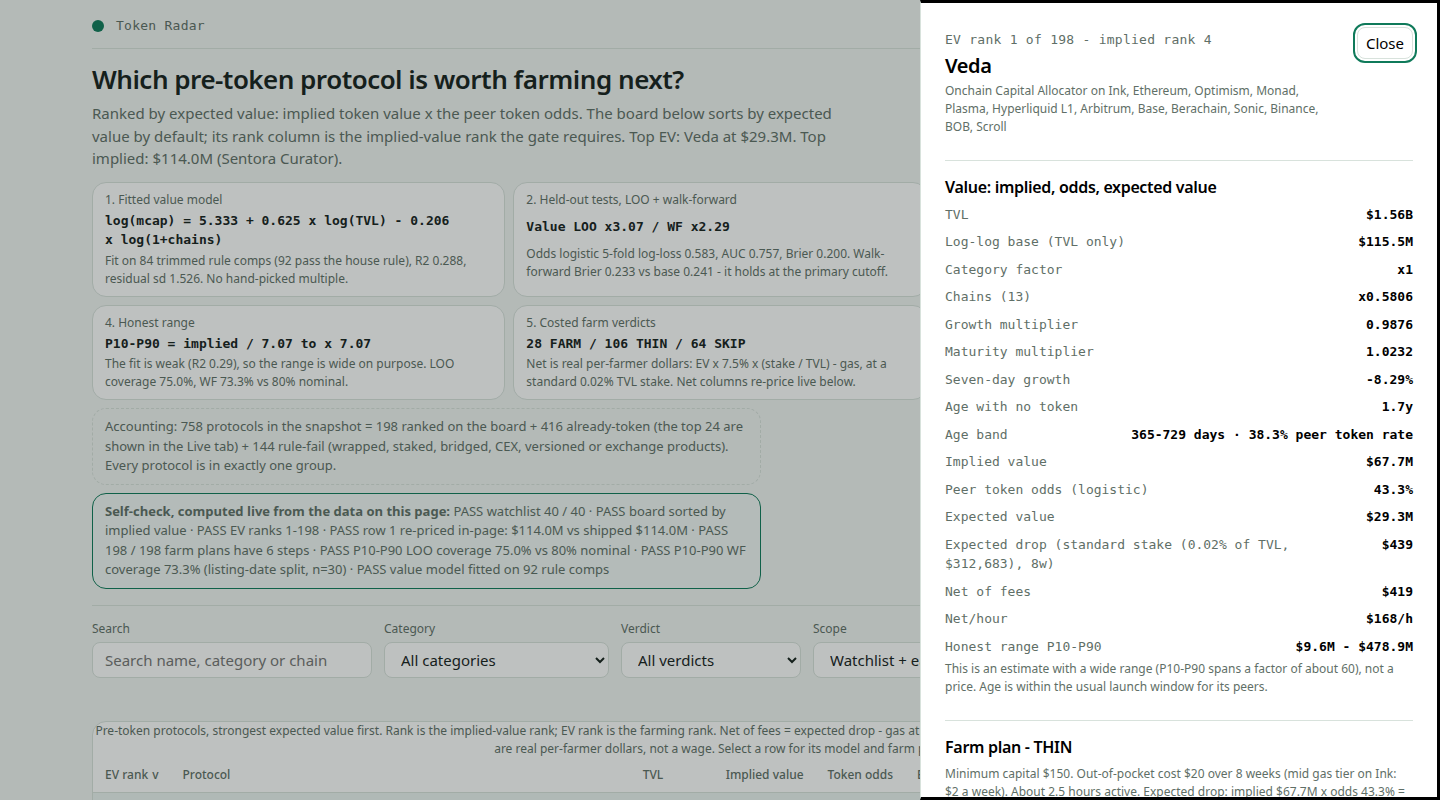 Token Radar
Which pre-token protocol is worth farming next?
Ranked by expected value: implied token value x the peer token odds. The board below sorts by expected
value by default; its rank column is the implied-value rank the gate requires. Top EV: Veda at $29.3M. Top
implied: $114.0M (Sentora Curator).
1. Fitted value model
log(mcap) = 5.333 + 0.625 x log(TVL) - 0.206
x log(1+chains)
Fit on 84 trimmed rule comps (92 pass the house rule), R2 0.288,
residual sd 1.526. No hand-picked multiple.
2. Held-out tests, LOO + walk-forward
Value LOO x3.07 / WF x2.29
Odds logistic 5-fold log-loss 0.583, AUC 0.757, Brier 0.200. Walk-
forward Brier 0.233 vs base 0.241 - it holds at the primary cutoff.
4. Honest range
P10-P90 = implied / 7.07 to x 7.07
The fit is weak (R2 0.29), so the range is wide on purpose. LOO
coverage 75.0%, WF 73.3% vs 80% nominal.
5. Costed farm verdicts
28 FARM / 106 THIN / 64 SKIP
Net is real per-farmer dollars: EV x 7.5% x (stake / TVL) - gas, at a
standard 0.02% TVL stake. Net columns re-price live below.
Accounting: 758 protocols in the snapshot = 198 ranked on the board + 416 already-token (the top 24 are
shown in the Live tab) + 144 rule-fail (wrapped, staked, bridged, CEX, versioned or exchange products).
Every protocol is in exactly one group.
Self-check, computed live from the data on this page: PASS watchlist 40 / 40 · PASS board sorted by
implied value · PASS EV ranks 1-198 · PASS row 1 re-priced in-page: $114.0M vs shipped $114.0M · PASS
198 / 198 farm plans have 6 steps · PASS P10-P90 LOO coverage 75.0% vs 80% nominal · PASS P10-P90 WF
coverage 73.3% (listing-date split, n=30) · PASS value model fitted on 92 rule comps
Search
Category
Verdict
Scope
Search name, category or chain
All categories
All verdicts
Watchlist + e
Pre-token protocols, strongest expected value first. Rank is the implied-value rank; EV rank is the farming rank. Net of fees = expected drop - gas at
are real per-farmer dollars, not a wage. Select a row for its model and farm p
EV rank v
Protocol
TVL
Implied value
Token odds
EV rank 1 of 198 - implied rank 4
Close
Veda
Onchain Capital Allocator on Ink, Ethereum, Optimism, Monad,
Plasma, Hyperliquid L1, Arbitrum, Base, Berachain, Sonic, Binance,
BOB, Scroll
Value: implied, odds, expected value
TVL $1.56B
Log-log base (TVL only) $115.5M
Category factor x1
Chains (13) x0.5806
Growth multiplier 0.9876
Maturity multiplier 1.0232
Seven-day growth -8.29%
Age with no token 1.7y
Age band 365-729 days · 38.3% peer token rate
Implied value $67.7M
Peer token odds (logistic) 43.3%
Expected value $29.3M
Expected drop (standard stake (0.02% of TVL, $439
$312,683), 8w)
Net of fees $419
Net/hour $168/h
Honest range P10-P90 $9.6M - $478.9M
This is an estimate with a wide range (P10-P90 spans a factor of about 60), not a
price. Age is within the usual launch window for its peers.
Farm plan - THIN
Minimum capital $150. Out-of-pocket cost $20 over 8 weeks (mid gas tier on Ink:
$2 a week). About 2.5 hours active. Expected drop: implied $67.7M x odds 43.3% =